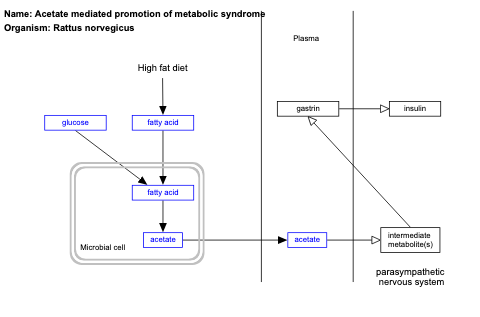 Name: Acetate mediated promotion of metabolic syndrome
Organism: Rattus norvegicus
Plasma
High fat diet
gastrin
insulin
glucose
fatty acid
fatty acid
acetate
Microbial cell
acetate
intermediate
metabolite(s)
parasympathetic
nervous system